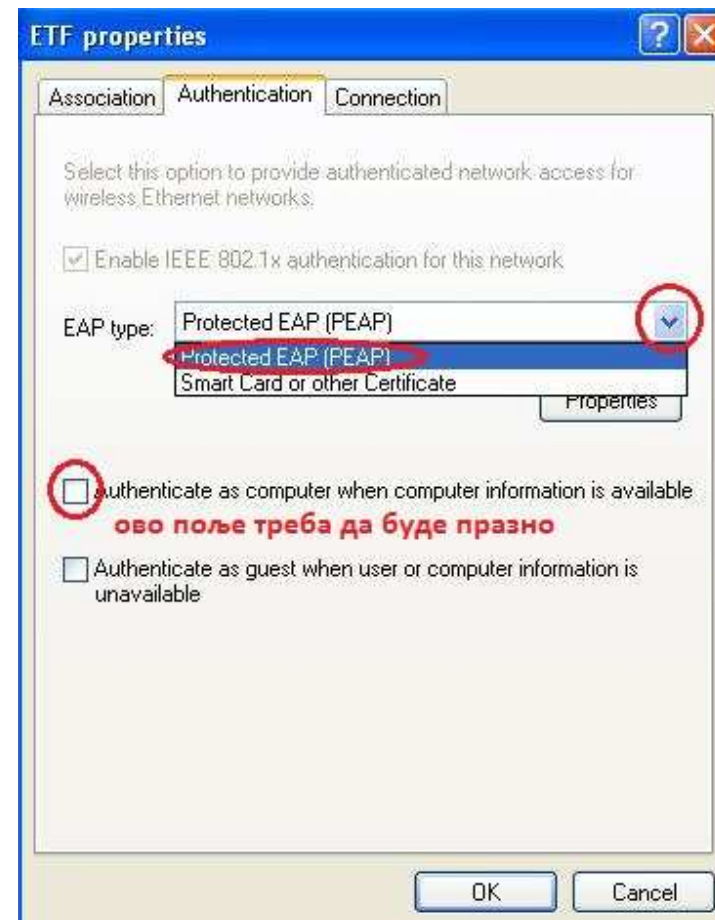 ETF properties
Association Authentication Connection
Select this option to provide authenticated network access for
wireless Ethernet networks.
Enable IEEE 802.1x authentication for this network
EAP type: Protected EAP (PEAP)
Protected EAP (PEAP)
Smart Card or other Certificate
Properties
Authenticate as computer when computer information is available
ово поље треба да буде празно
Authenticate as guest when user or computer information is
unavailable
OK Cancel